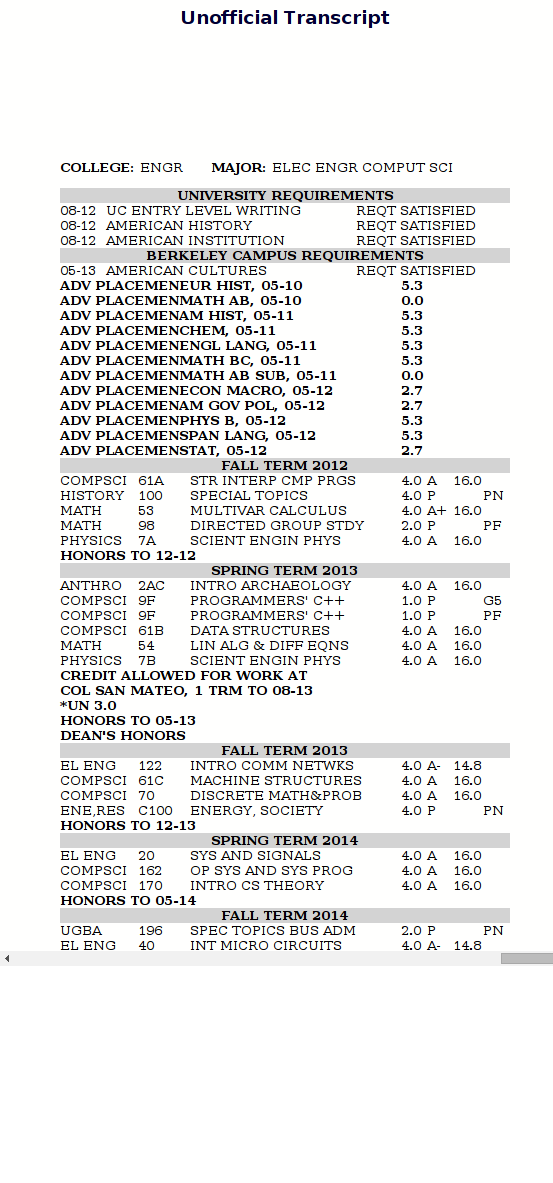 Unofficial Transcript
COLLEGE: ENGR MAJOR: ELEC ENGR COMPUT SCI
UNIVERSITY REQUIREMENTS
08-12 UC ENTRY LEVEL WRITING REQT SATISFIED
08-12 AMERICAN HISTORY REQT SATISFIED
08-12 AMERICAN INSTITUTION REQT SATISFIED
BERKELEY CAMPUS REQUIREMENTS
05-13 AMERICAN CULTURES REQT SATISFIED
ADV PLACEMENEUR HIST, 05-10 5.3
ADV PLACEMENMATH AB, 05-10 0.0
ADV PLACEMENAM HIST, 05-11 5.3
ADV PLACEMENCHEM, 05-11 5.3
ADV PLACEMENENGL LANG, 05-11 5.3
ADV PLACEMENMATH BC, 05-11 5.3
ADV PLACEMENMATH AB SUB, 05-11 0.0
ADV PLACEMENECON MACRO, 05-12 2.7
ADV PLACEMENAM GOV POL, 05-12 2.7
ADV PLACEMENPHYS B, 05-12 5.3
ADV PLACEMENSPAN LANG, 05-12 5.3
ADV PLACEMENSTAT, 05-12 2.7
FALL TERM 2012
COMPSCI 61A STR INTERP CMP PRGS 4.0 A 16.0
HISTORY 100 SPECIAL TOPICS 4.0 P PN
MATH 53 MULTIVAR CALCULUS 4.0 A+ 16.0
MATH 98 DIRECTED GROUP STDY 2.0 P PF
PHYSICS 7A SCIENT ENGIN PHYS 4.0 A 16.0
HONORS TO 12-12
SPRING TERM 2013
ANTHRO 2AC INTRO ARCHAEOLOGY 4.0 A 16.0
COMPSCI 9F PROGRAMMERS' C++ 1.0 P G5
COMPSCI 9F PROGRAMMERS' C++ 1.0 P PF
COMPSCI 61B DATA STRUCTURES 4.0 A 16.0
MATH 54 LIN ALG & DIFF EQNS 4.0 A 16.0
PHYSICS 7B SCIENT ENGIN PHYS 4.0 A 16.0
CREDIT ALLOWED FOR WORK AT
COL SAN MATEO, 1 TRM TO 08-13
*UN 3.0
HONORS TO 05-13
DEAN'S HONORS
FALL TERM 2013
EL ENG 122 INTRO COMM NETWKS 4.0 A- 14.8
COMPSCI 61C MACHINE STRUCTURES 4.0 A 16.0
COMPSCI 70 DISCRETE MATH&PROB 4.0 A 16.0
ENE,RES C100 ENERGY, SOCIETY 4.0 P PN
HONORS TO 12-13
SPRING TERM 2014
EL ENG 20 SYS AND SIGNALS 4.0 A 16.0
COMPSCI 162 OP SYS AND SYS PROG 4.0 A 16.0
COMPSCI 170 INTRO CS THEORY 4.0 A 16.0
HONORS TO 05-14
FALL TERM 2014
UGBA 196 SPEC TOPICS BUS ADM 2.0 P PN
EL ENG 40 INT MICRO CIRCUITS 4.0 A- 14.8